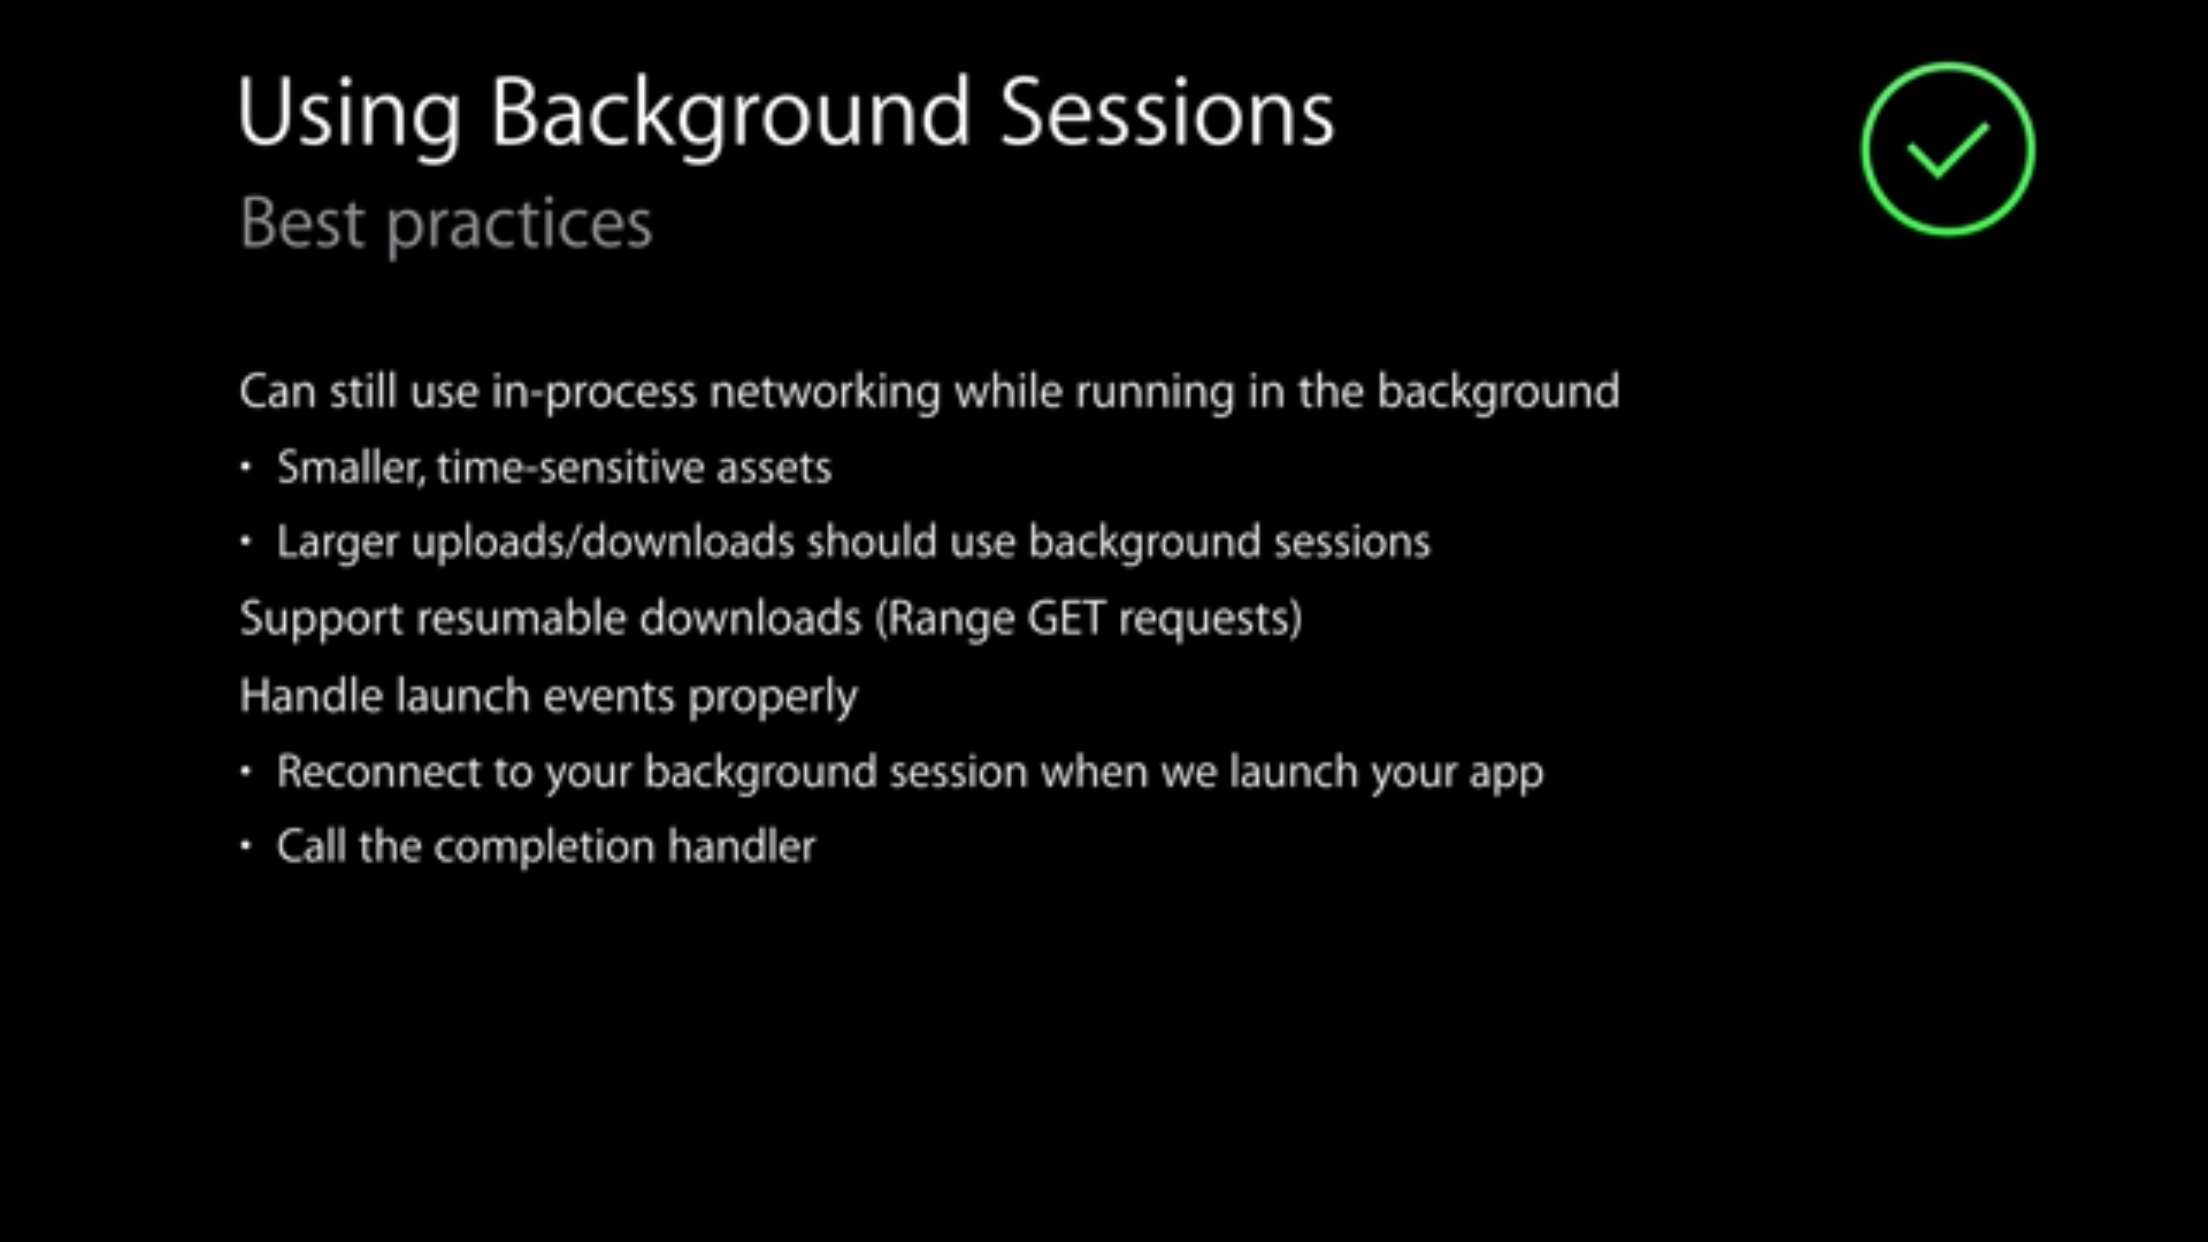 Using Background Sessions
Best practices
Can still use in-process networking while running in the background
• Smaller, time-sensitive assets
• Larger uploads/downloads should use background sessions
Support resumable downloads (Range GET requests)
Handle launch events properly
• Reconnect to your background session when we launch your app
• Call the completion handler